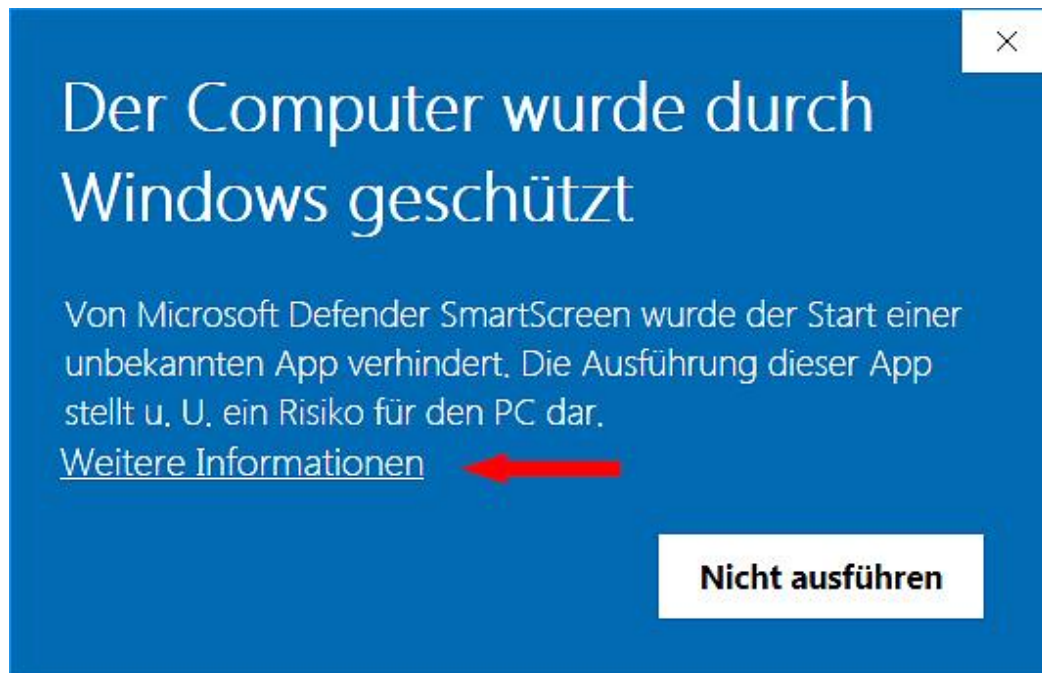 Der Computer wurde durch
Windows geschützt
Von Microsoft Defender SmartScreen wurde der Start einer
unbekannten App verhindert. Die Ausführung dieser App
stellt u. U. ein Risiko für den PC dar.
Weitere Informationen
Nicht ausführen